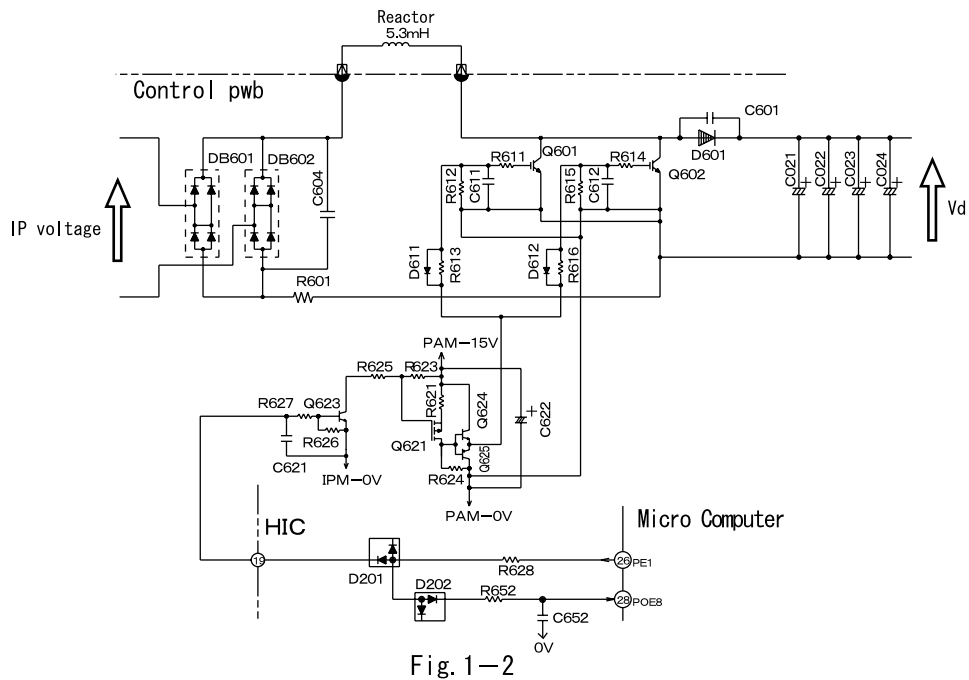 Reactor
5.3mH
Control pwb
C601
DB601
DB602
C604
R611
Q601
R614
D601
Q602
R612
C611
R615
C612
C021
C022
C023
C024
IP voltage
Vd
D611
R613
D612
R616
R601
PAM-15V
R625
R623
R621
Q624
C622
R627
Q623
R626
Q621
Q625
C621
R624
IPM-0V
PAM-0V
HIC
Micro Computer
19
D201
R628
26
PE1
D202
R652
28
POE8
C652
0V
Fig.1-2